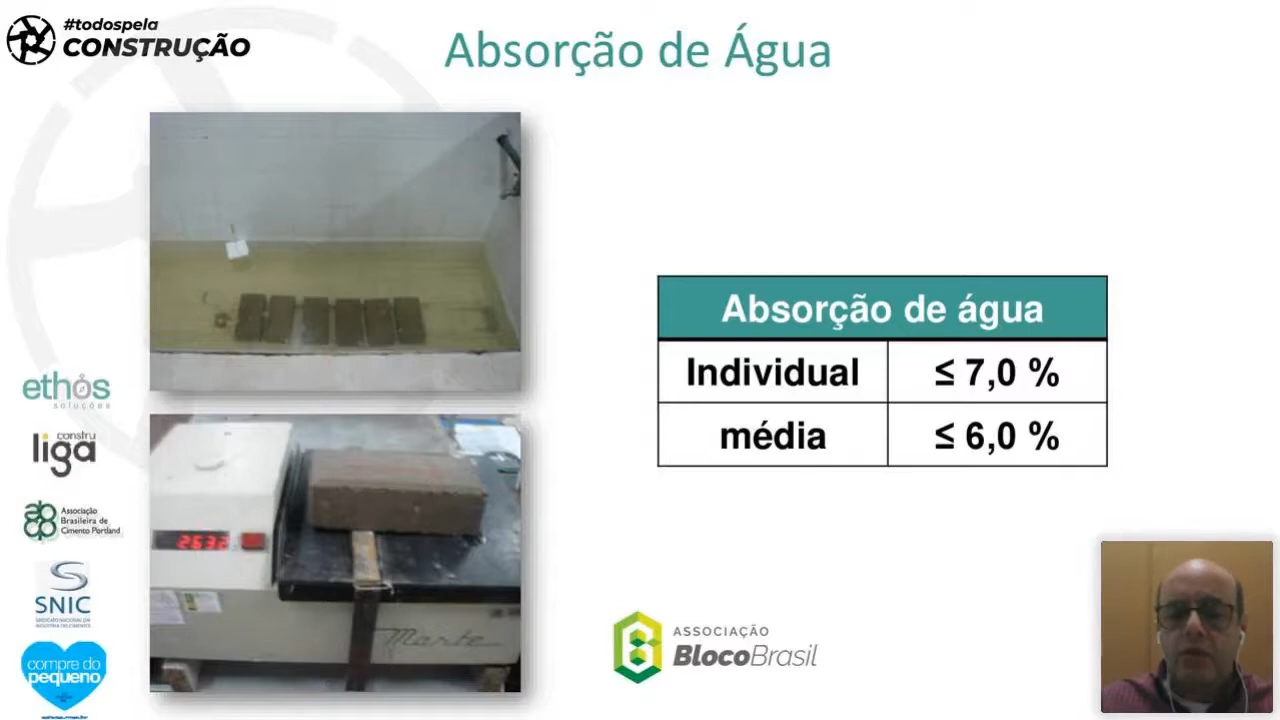 #todospela
CONSTRUÇÃO
Absorção de Água
Absorção de água
Individual
≤ 7,0 %
média
≤ 6,0 %
ethos
soluções
constru
liga
Associação
Brasileira de
Cimento Portland
SNIC
compre do
pequeno
2632
Marte
ASSOCIAÇÃO
BlocoBrasil